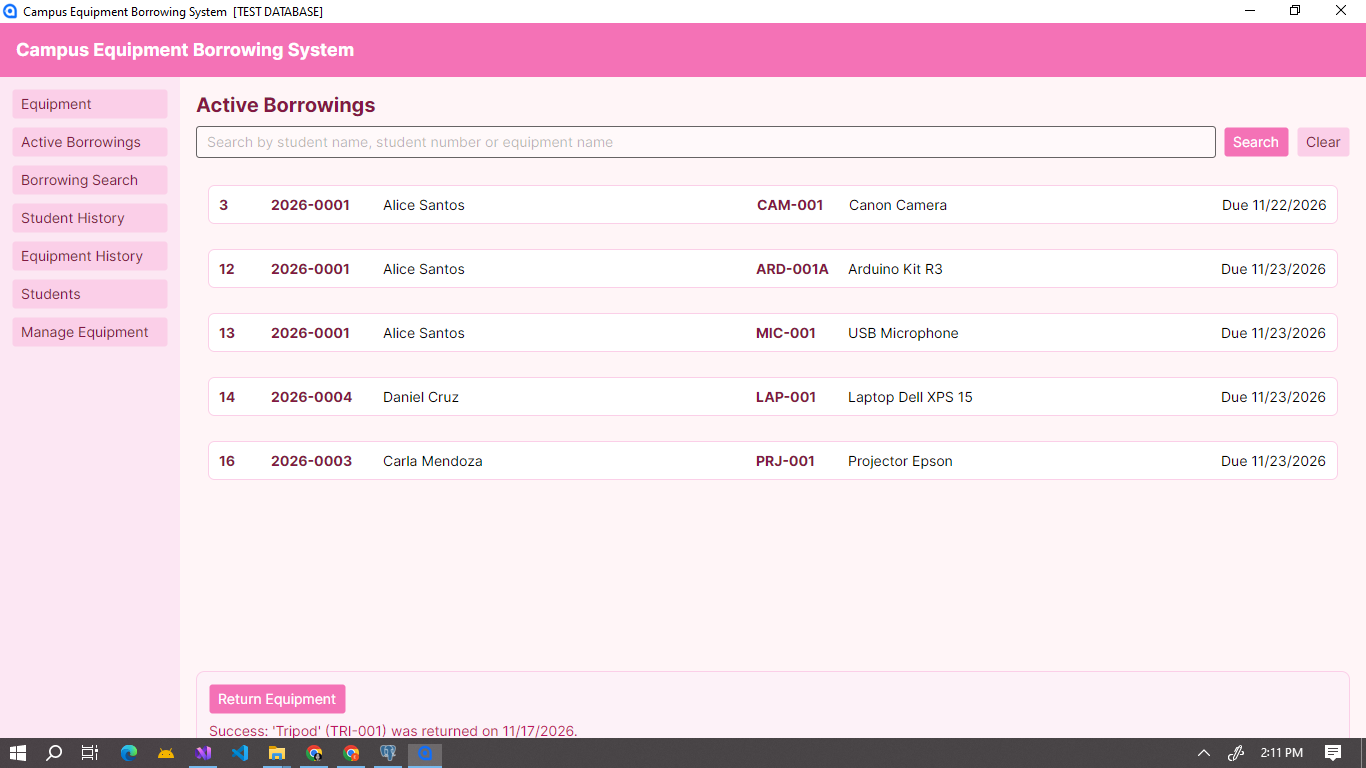 Campus Equipment Borrowing System [TEST DATABASE]
Campus Equipment Borrowing System
Equipment
Active Borrowings
Borrowing Search
Student History
Equipment History
Students
Manage Equipment
Active Borrowings
Search by student name, student number or equipment name
Search
Clear
3 2026-0001 Alice Santos CAM-001 Canon Camera Due 11/22/2026
12 2026-0001 Alice Santos ARD-001A Arduino Kit R3 Due 11/23/2026
13 2026-0001 Alice Santos MIC-001 USB Microphone Due 11/23/2026
14 2026-0004 Daniel Cruz LAP-001 Laptop Dell XPS 15 Due 11/23/2026
16 2026-0003 Carla Mendoza PRJ-001 Projector Epson Due 11/23/2026
Return Equipment
Success: 'Tripod' (TRI-001) was returned on 11/17/2026.
2:11 PM